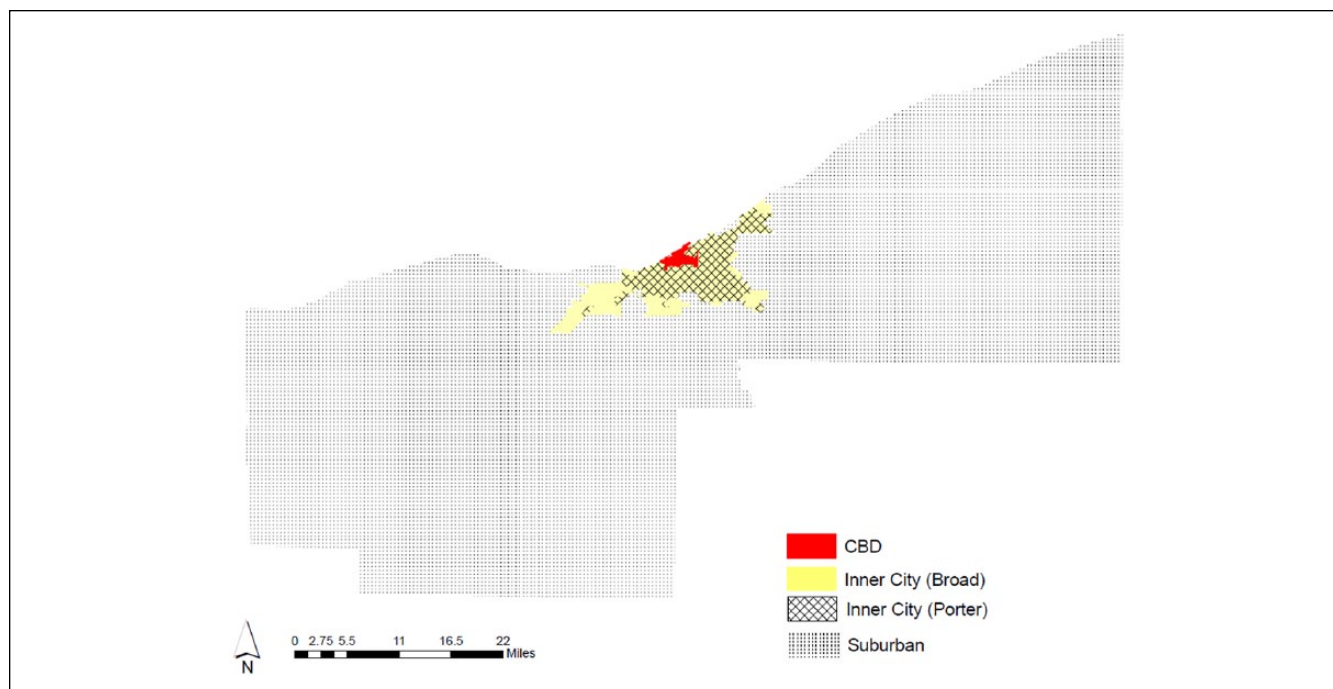 CBD
Inner City (Broad)
Inner City (Porter)
Suburban
0 2.75 5.5 11 16.5 22
Miles
N